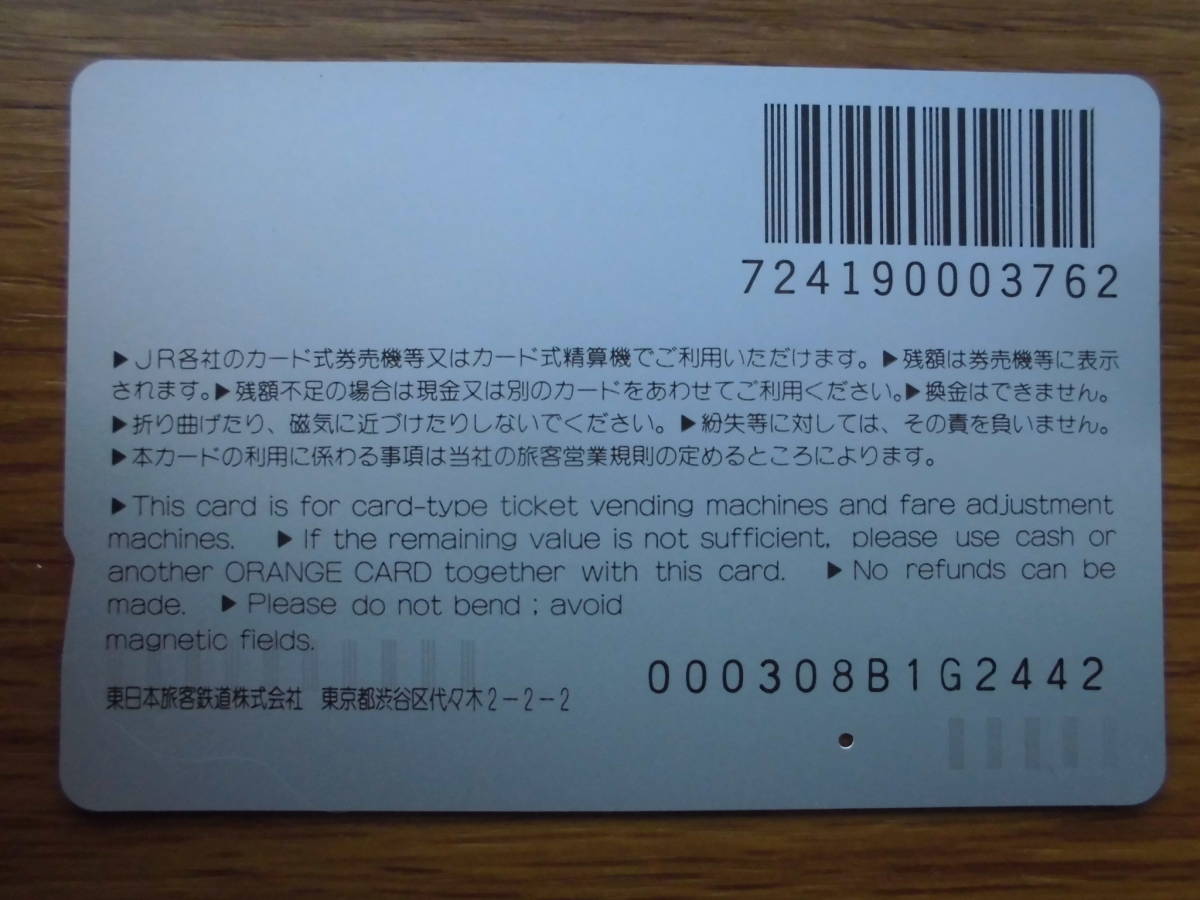 724190003762
▶JR各社のカード式券売機等又はカード式精算機でご利用いただけます。▶残額は券売機等に表示
されます。▶残額不足の場合は現金又は別のカードをあわせてご利用ください。▶換金はできません。
▶折り曲げたり、磁気に近づけたりしないでください。▶紛失等に対しては、その責を負いません。
▶本カードの利用に係わる事項は当社の旅客営業規則の定めるところによります。
▶This card is for card-type ticket vending machines and fare adjustment
machines. ▶If the remaining value is not sufficient, please use cash or
another ORANGE CARD together with this card. ▶No refunds can be
made. ▶Please do not bend ; avoid
magnetic fields.
000308B1G2442
東日本旅客鉄道株式会社 東京都渋谷区代々木2-2-2